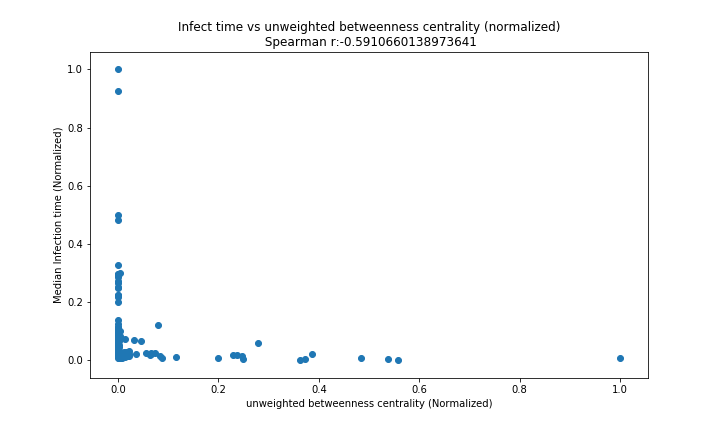 Infect time vs unweighted betweenness centrality (normalized)
Spearman r:-0.5910660138973641
1.0
0.8
0.6
0.4
0.2
0.0
Median Infection time (Normalized)
0.0 0.2 0.4 0.6 0.8 1.0
unweighted betweenness centrality (Normalized)